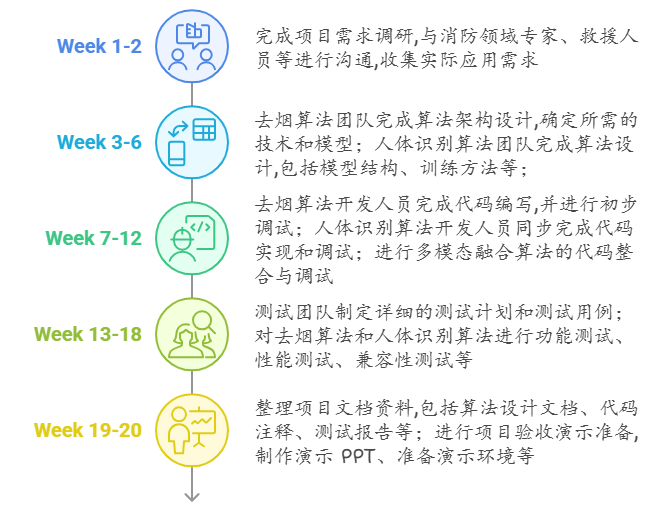 Week 1-2
完成项目需求调研,与消防领域专家、救援人
员等进行沟通,收集实际应用需求
Week 3-6
去烟算法团队完成算法架构设计,确定所需的
技术和模型；人体识别算法团队完成算法设
计,包括模型结构、训练方法等；
Week 7-12
去烟算法开发人员完成代码编写,并进行初步
调试；人体识别算法开发人员同步完成代码
实现和调试；进行多模态融合算法的代码整
合与调试
Week 13-18
测试团队制定详细的测试计划和测试用例；
对去烟算法和人体识别算法进行功能测试、
性能测试、兼容性测试等
Week 19-20
整理项目文档资料,包括算法设计文档、代码
注释、测试报告等；进行项目验收演示准备,
制作演示 PPT、准备演示环境等